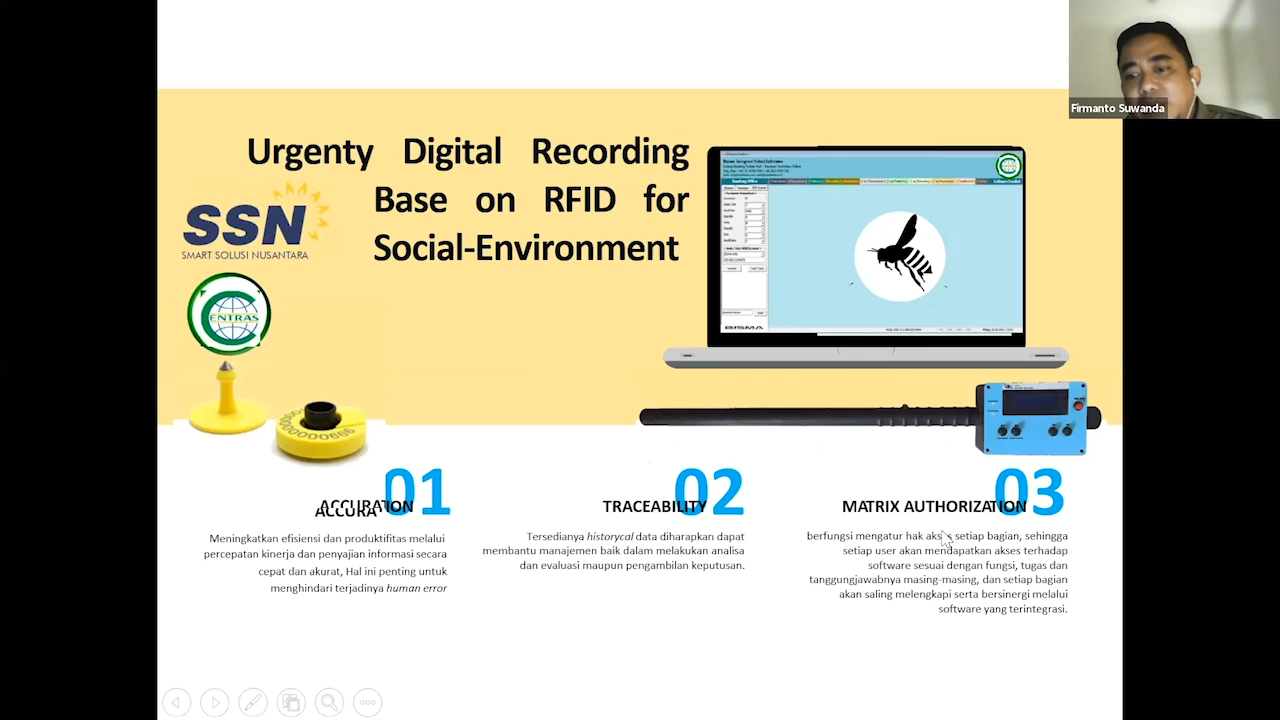 Firmanto Suwanda
Urgenty Digital Recording
Base on RFID for
Social-Environment
SSN
SMART SOLUSI NUSANTARA
CENTRAS
BISMA
01
ACCURATION
Meningkatkan efisiensi dan produktifitas melalui
percepatan kinerja dan penyajian informasi secara
cepat dan akurat, Hal ini penting untuk
menghindari terjadinya human error
02
TRACEABILITY
Tersedianya historycal data diharapkan dapat
membantu manajemen baik dalam melakukan analisa
dan evaluasi maupun pengambilan keputusan.
03
MATRIX AUTHORIZATION
berfungsi mengatur hak akses setiap bagian, sehingga
setiap user akan mendapatkan akses terhadap
software sesuai dengan fungsi, tugas dan
tanggungjawabnya masing-masing, dan setiap bagian
akan saling melengkapi serta bersinergi melalui
software yang terintegrasi.